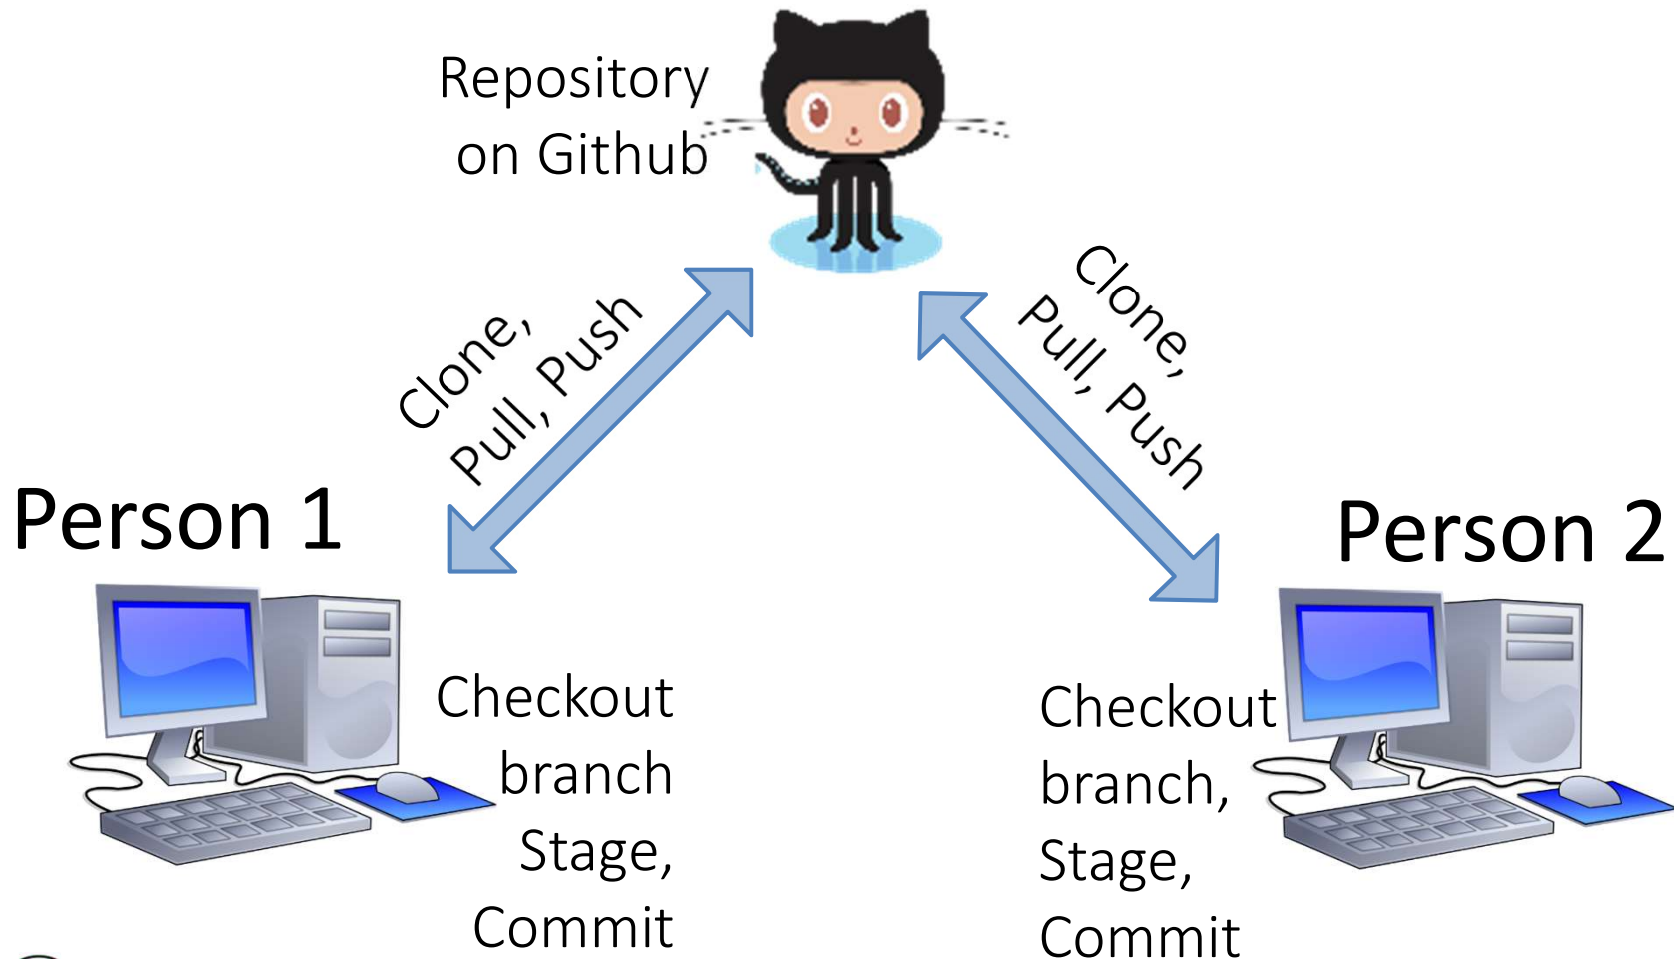 Repository
on Github
Clone,
Pull, Push
Clone,
Pull, Push
Person 1
Person 2
Checkout
branch
Stage,
Commit
Checkout
branch,
Stage,
Commit